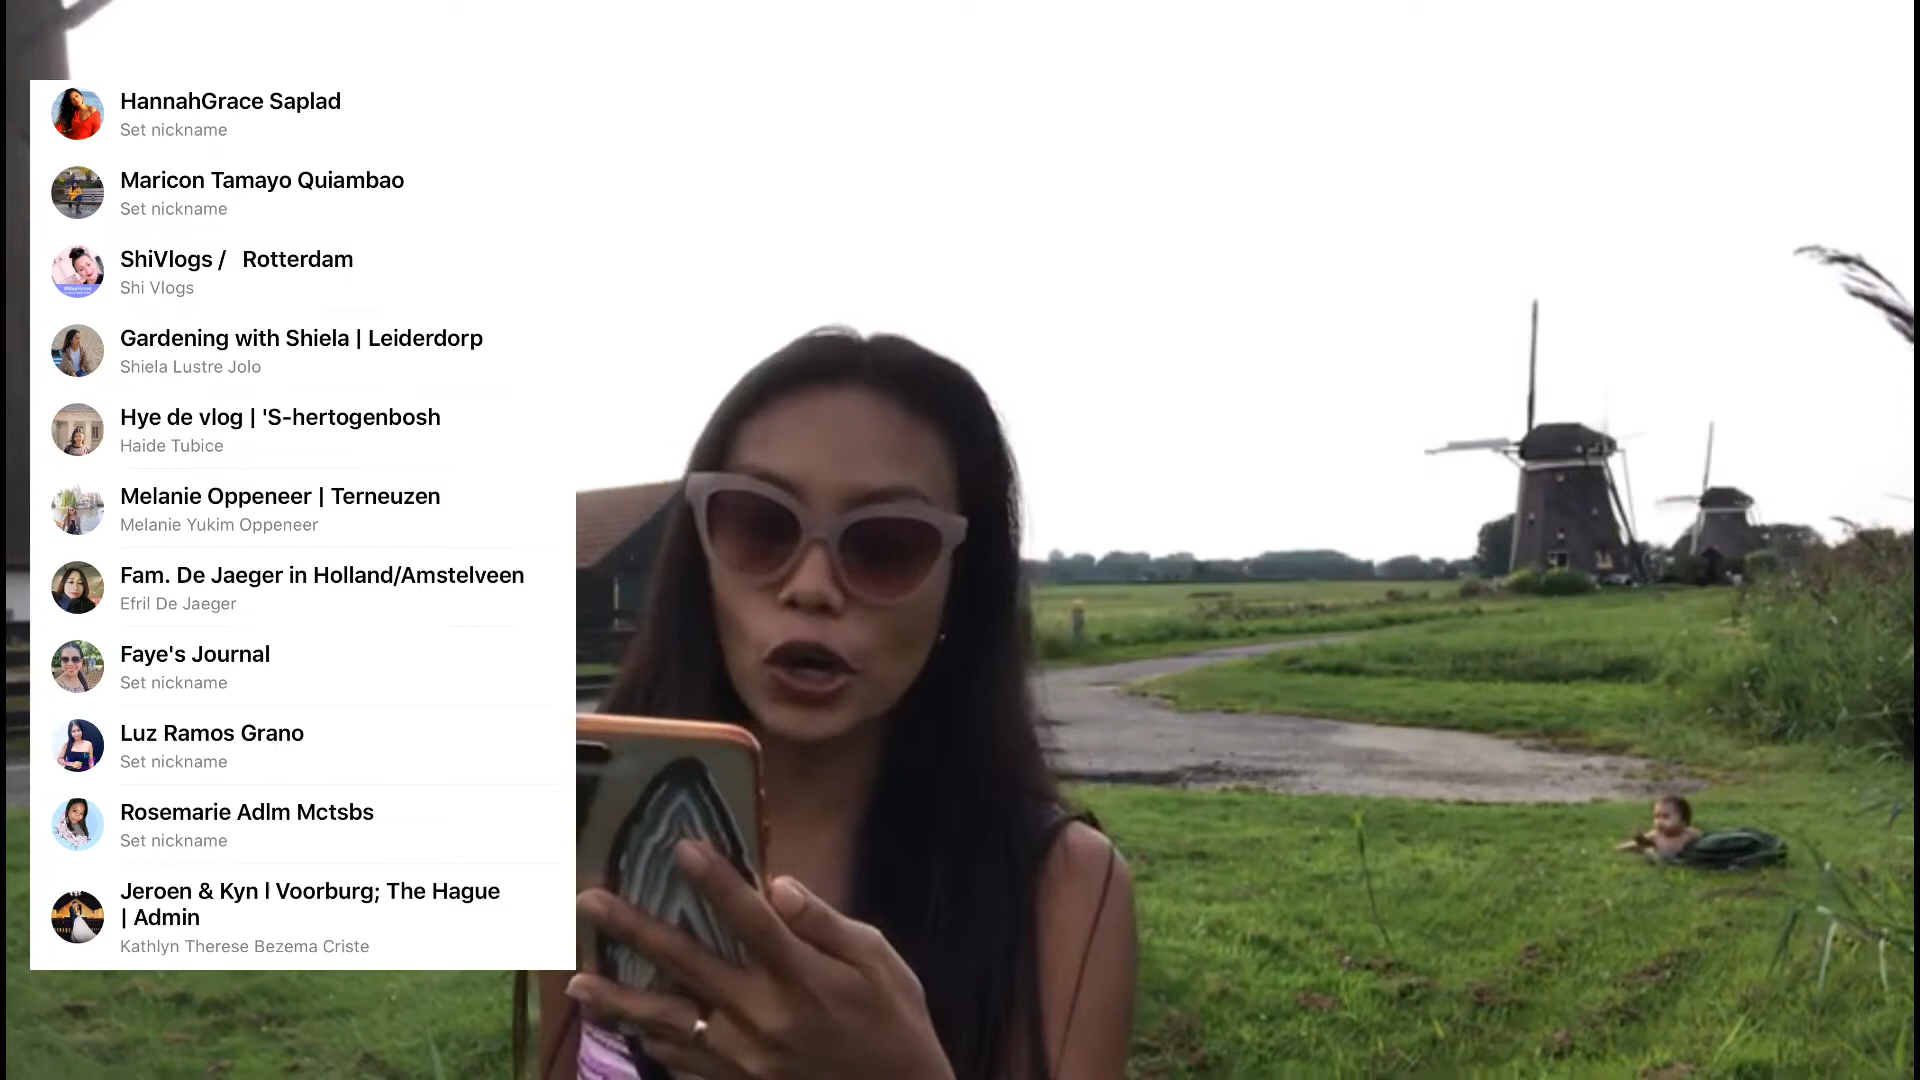 HannahGrace Saplad
Set nickname
Maricon Tamayo Quiambao
Set nickname
ShiVlogs / Rotterdam
Shi Vlogs
Gardening with Shiela | Leiderdorp
Shiela Lustre Jolo
Hye de vlog | 'S-hertogenbosh
Haide Tubice
Melanie Oppeneer | Terneuzen
Melanie Yukim Oppeneer
Fam. De Jaeger in Holland/Amstelveen
Efril De Jaeger
Faye's Journal
Set nickname
Luz Ramos Grano
Set nickname
Rosemarie Adlm Mctsbs
Set nickname
Jeroen & Kyn l Voorburg; The Hague
| Admin
Kathlyn Therese Bezema Criste